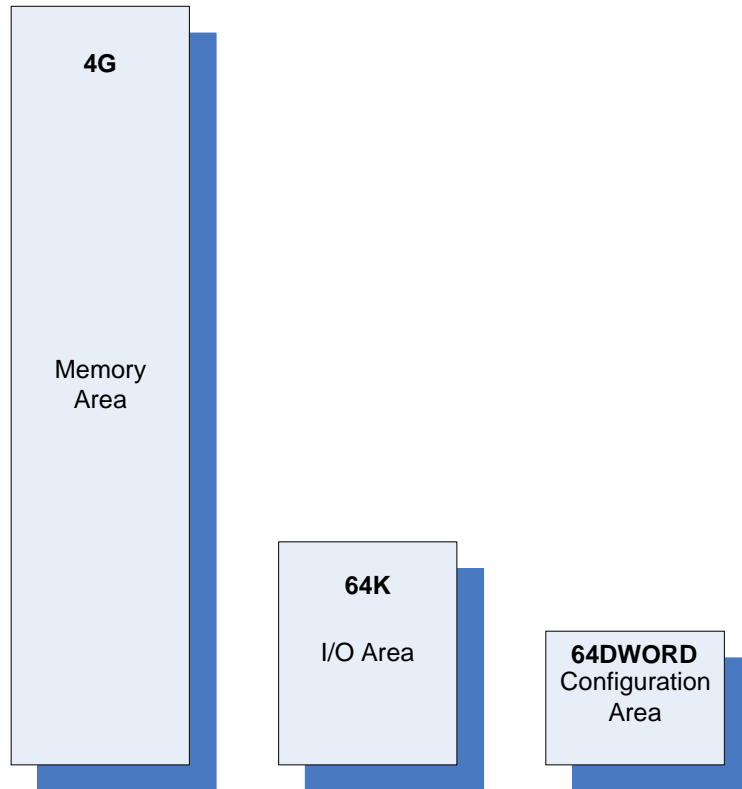 4G
Memory
Area
64K
I/O Area
64DWORD
Configuration
Area